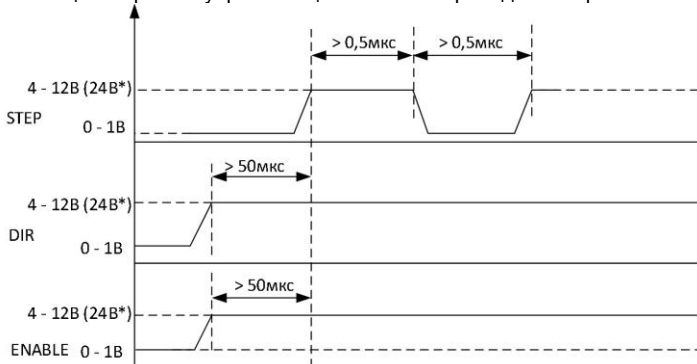 > 0,5мкс > 0,5мкс
4 - 12В (24В*)
STEP
0 - 1В
> 50мкс
4 - 12В (24В*)
DIR
0 - 1В
> 50мкс
4 - 12В (24В*)
ENABLE 0 - 1В